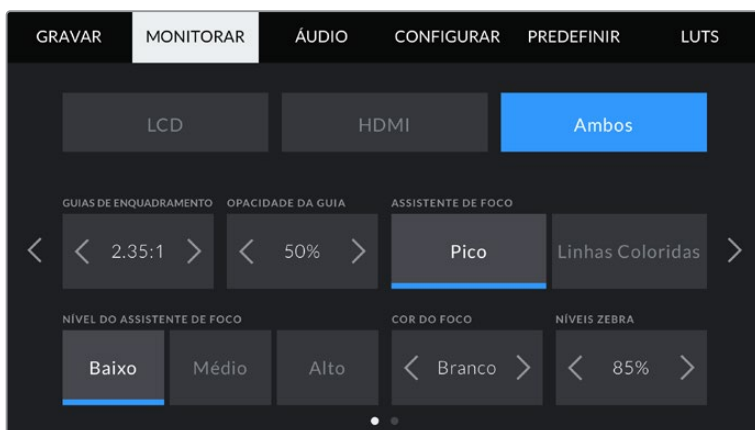 GRAVAR MONITORAR ÁUDIO CONFIGURAR PREDEFINIR LUTS
LCD HDMI Ambos
GUIAS DE ENQUADRAMENTO OPACIDADE DA GUIA ASSISTENTE DE FOCO
2.35:1 50% Pico Linhas Coloridas
NÍVEL DO ASSISTENTE DE FOCO COR DO FOCO NÍVEIS ZEBRA
Baixo Médio Alto Branco 85%